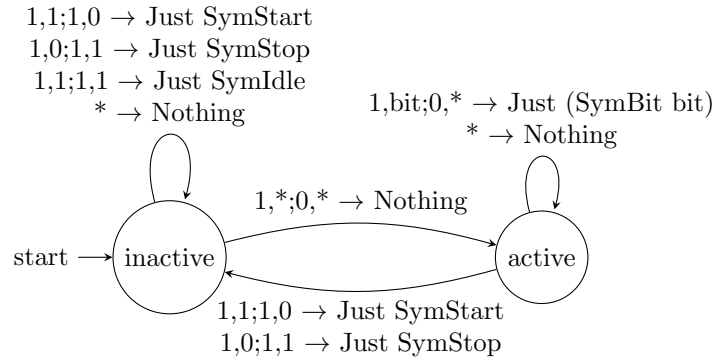 1,1;1,0 → Just SymStart
1,0;1,1 → Just SymStop
1,1;1,1 → Just SymIdle
* → Nothing
1,bit;0,* → Just (SymBit bit)
* → Nothing
1,*;0,* → Nothing
start
inactive
active
1,1;1,0 → Just SymStart
1,0;1,1 → Just SymStop